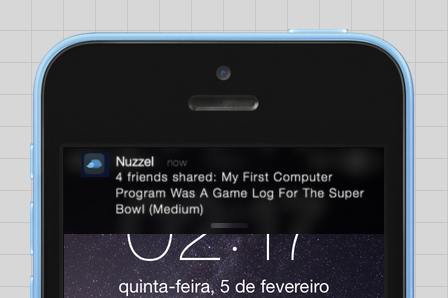 Nuzzel now
4 friends shared: My First Computer
Program Was A Game Log For The Super
Bowl (Medium)
02:17
quinta-feira, 5 de fevereiro